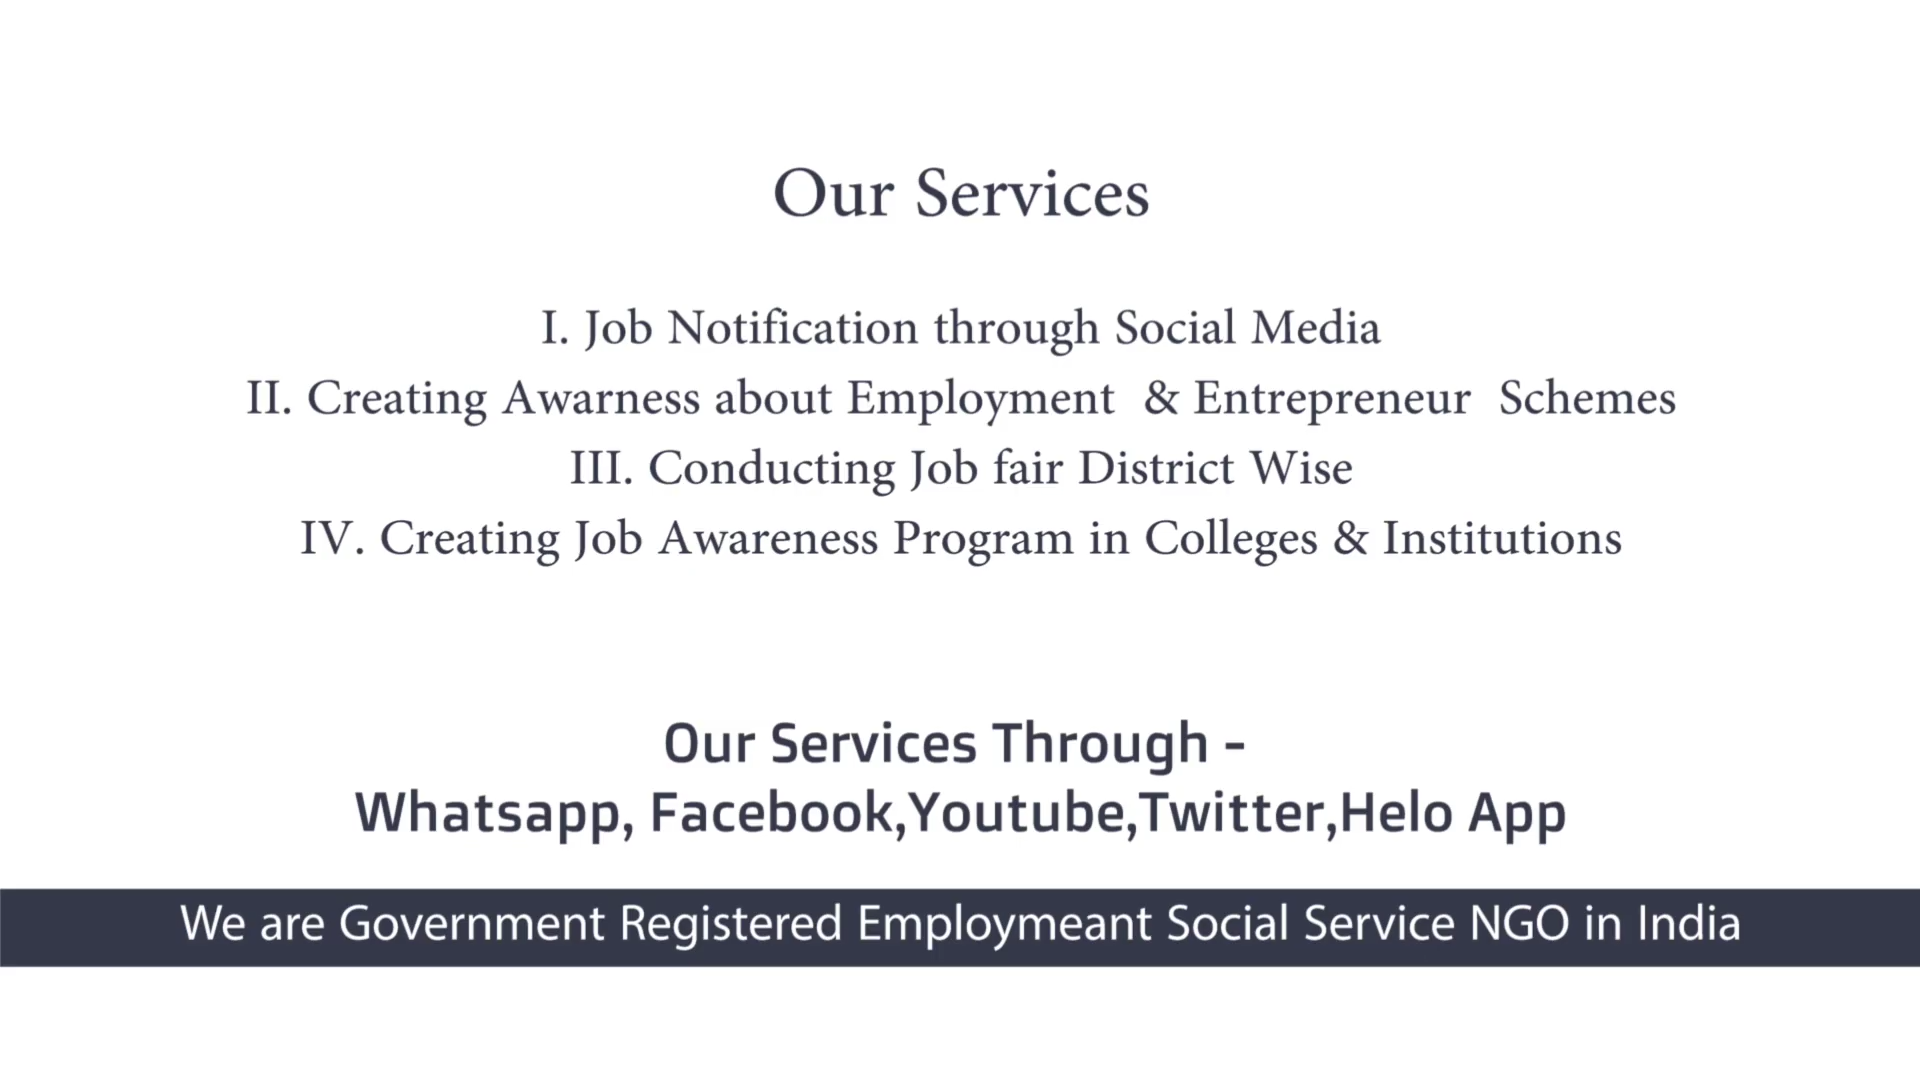 Our Services
I. Job Notification through Social Media
II. Creating Awarness about Employment & Entrepreneur Schemes
III. Conducting Job fair District Wise
IV. Creating Job Awareness Program in Colleges & Institutions
Our Services Through -
Whatsapp, Facebook,Youtube,Twitter,Helo App
We are Government Registered Employmeant Social Service NGO in India